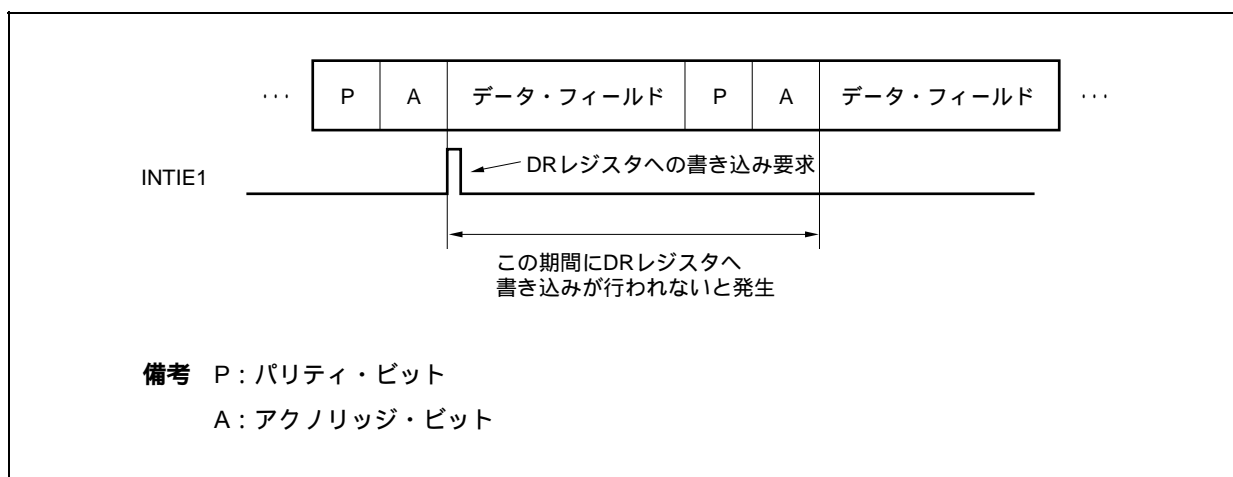 ･･･ P A データ・フィールド P A データ・フィールド ･･･
DRレジスタへの書き込み要求
INTIE1
この期間にDRレジスタへ
書き込みが行われないと発生
備考 P：パリティ・ビット
A：アクノリッジ・ビット